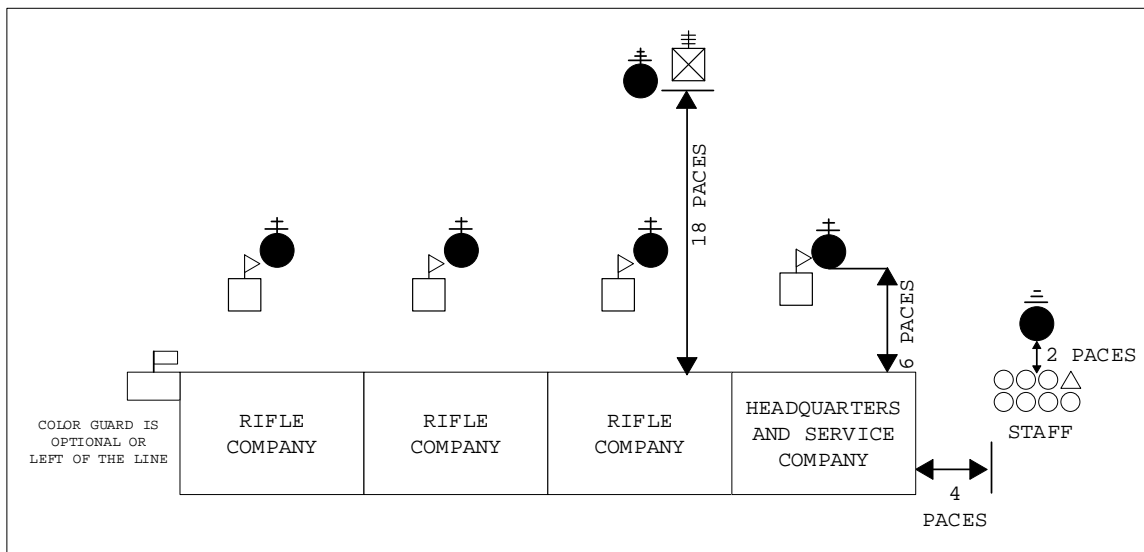 18 PACES
6 PACES
2 PACES
COLOR GUARD IS
OPTIONAL OR
LEFT OF THE LINE
RIFLE
COMPANY
RIFLE
COMPANY
RIFLE
COMPANY
HEADQUARTERS
AND SERVICE
COMPANY
STAFF
4
PACES